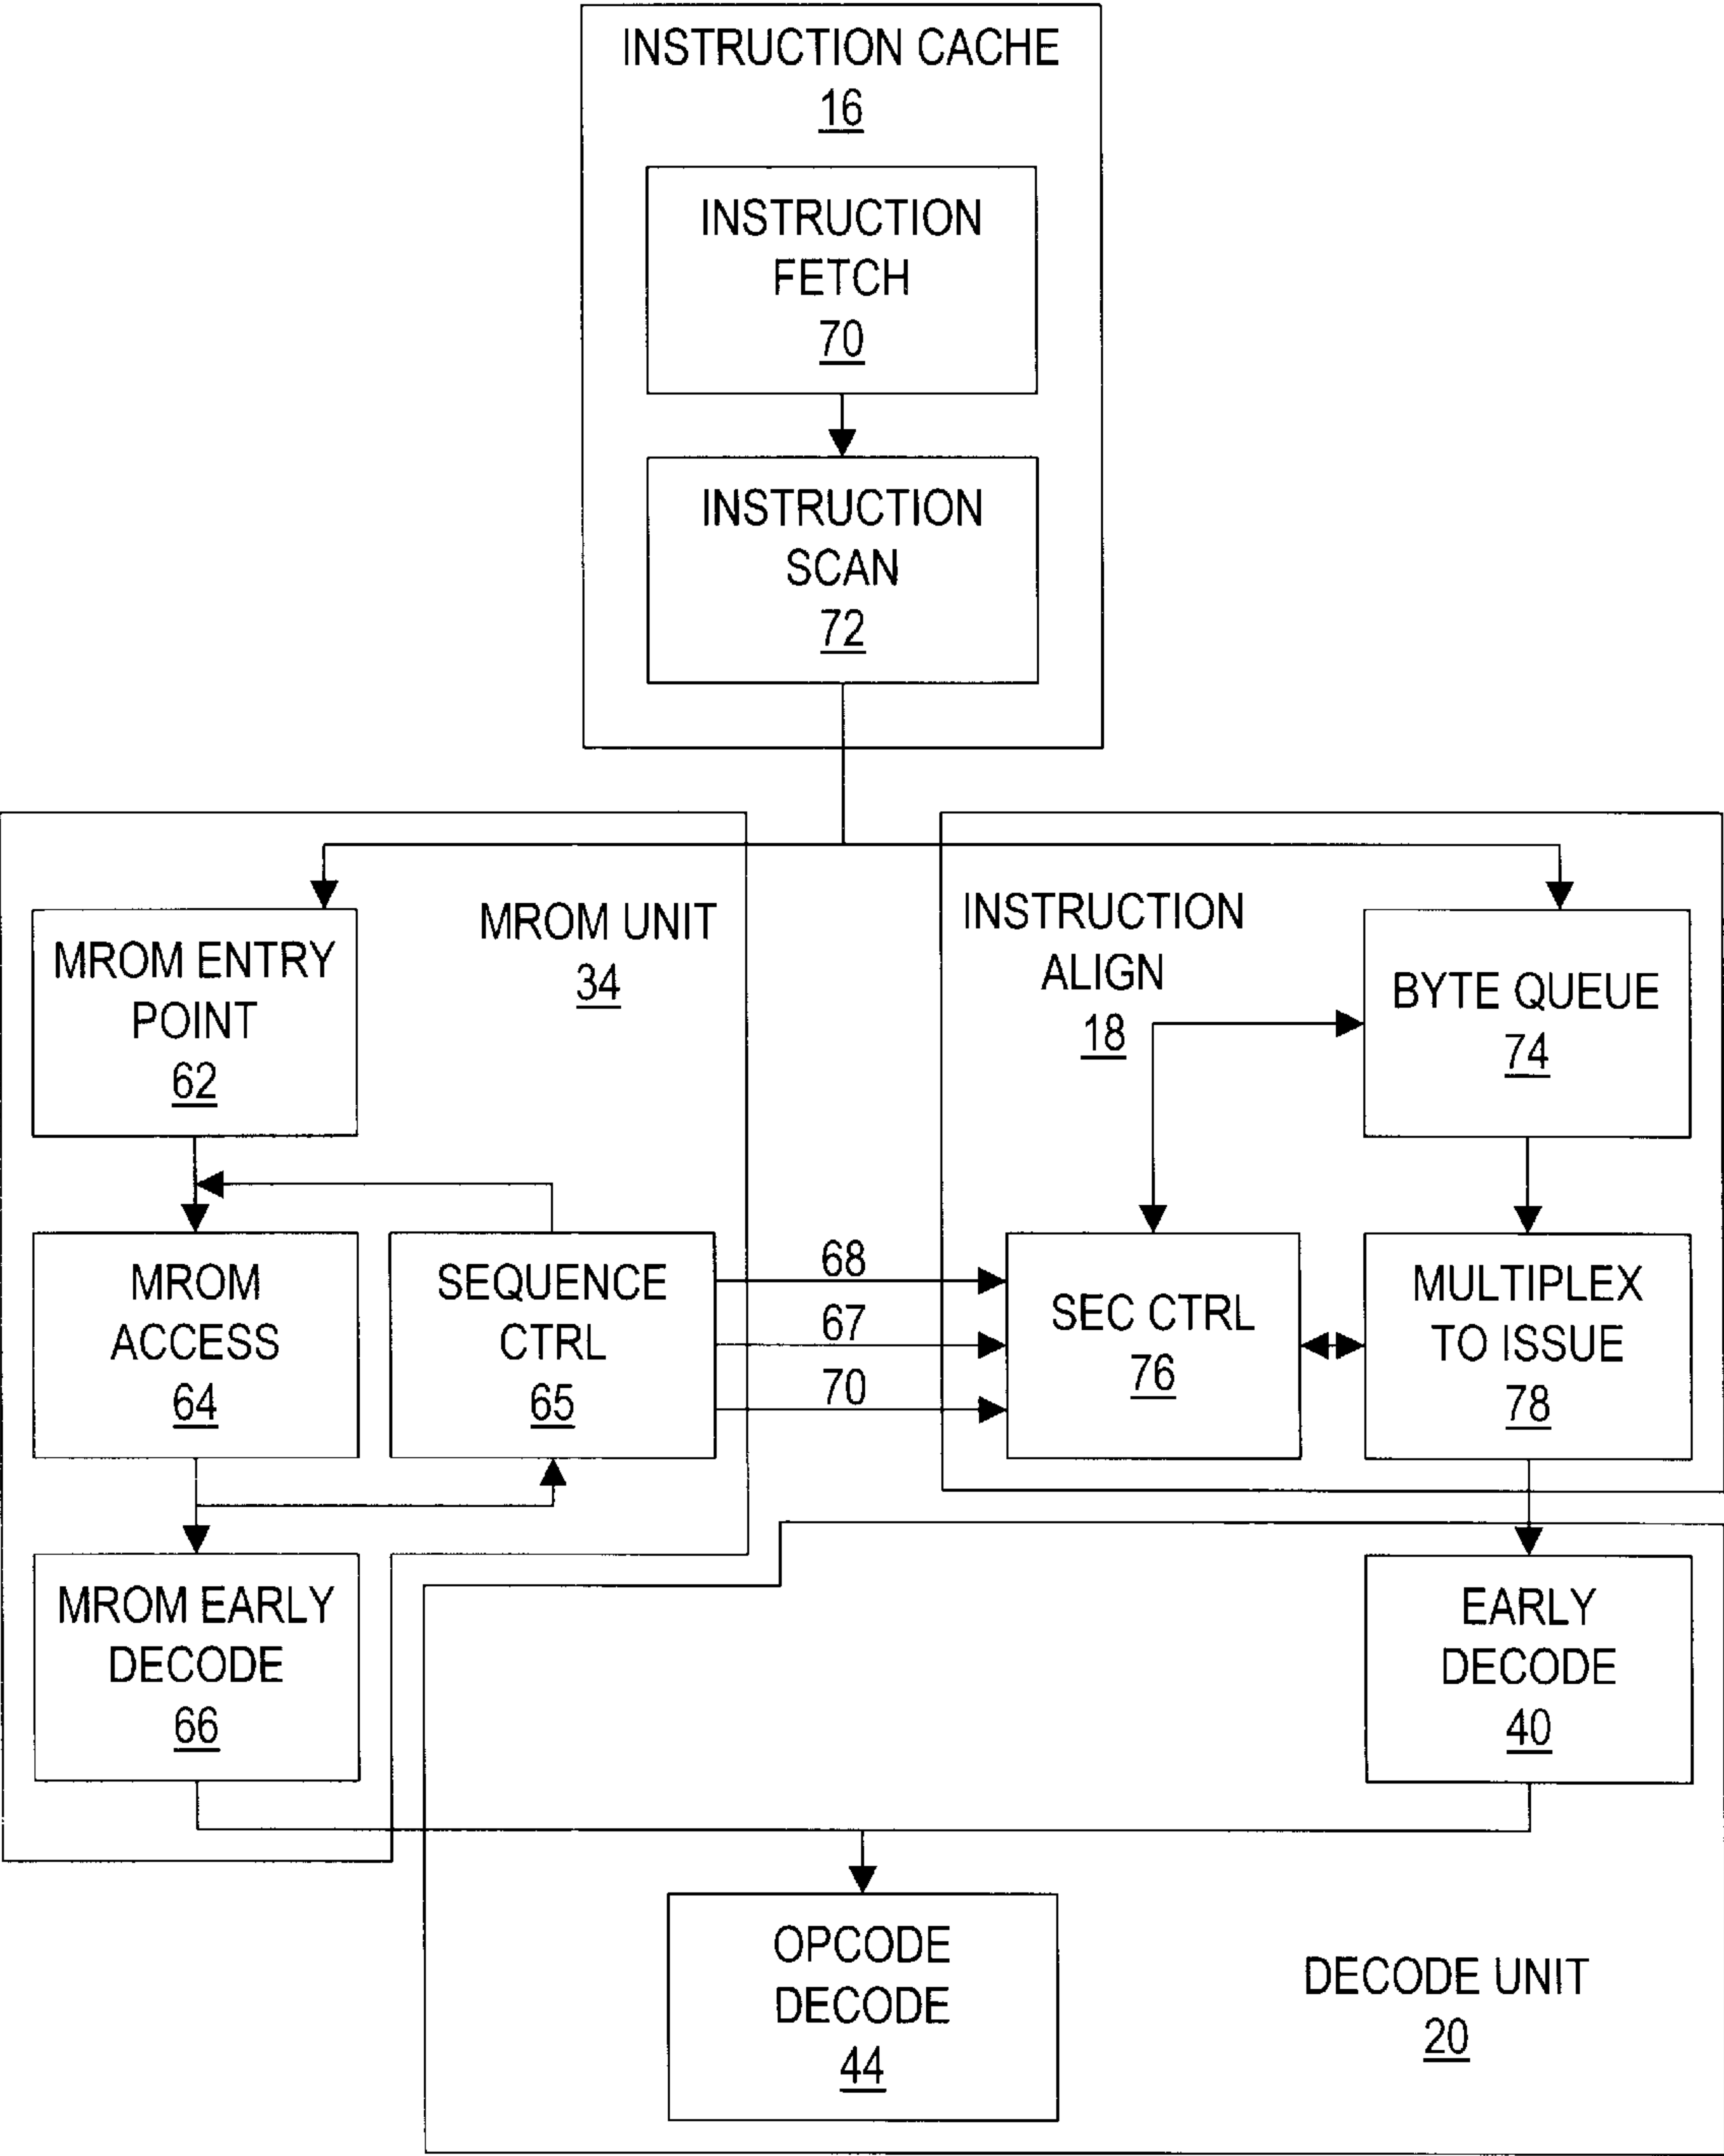 INSTRUCTION CACHE
16
INSTRUCTION
FETCH
70
INSTRUCTION
SCAN
72
MROM UNIT
34
MROM ENTRY
POINT
62
MROM
ACCESS
64
SEQUENCE
CTRL
65
MROM EARLY
DECODE
66
68
67
70
INSTRUCTION
ALIGN
18
BYTE QUEUE
74
SEC CTRL
76
MULTIPLEX
TO ISSUE
78
EARLY
DECODE
40
OPCODE
DECODE
44
DECODE UNIT
20